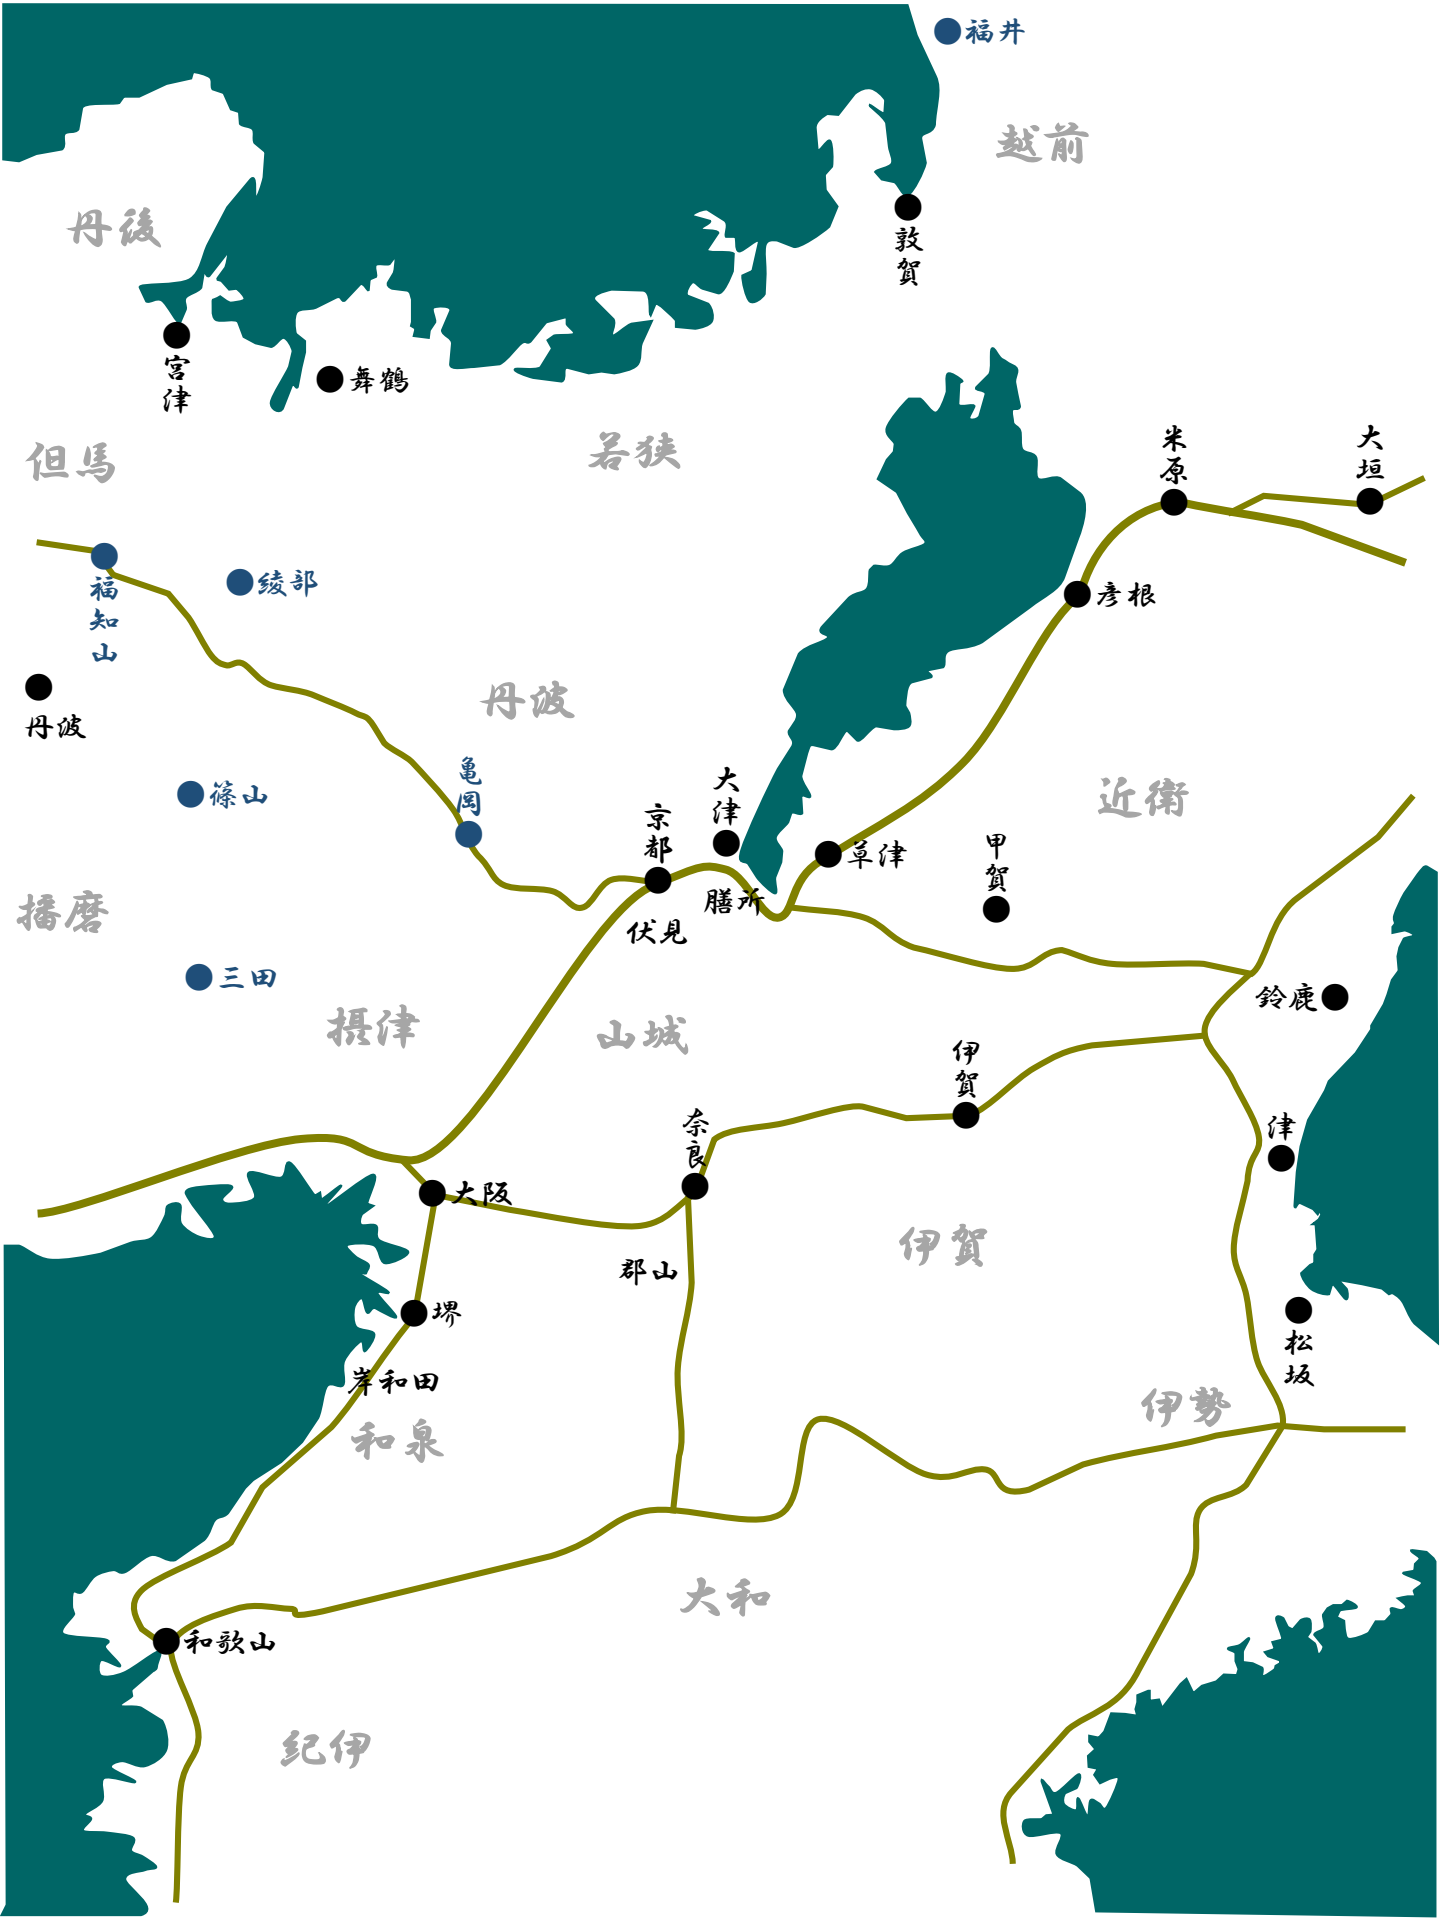 福井
越前
丹後
敦賀
宮津
舞鶴
若狭
但馬
米原
大垣
福知山
綾部
彦根
丹波
丹波
亀岡
篠山
大津
京都
草津
近衛
甲賀
膳所
伏見
播磨
三田
鈴鹿
摂津
山城
伊賀
奈良
津
大阪
伊賀
郡山
堺
松坂
岸和田
伊勢
和泉
大和
和歌山
紀伊